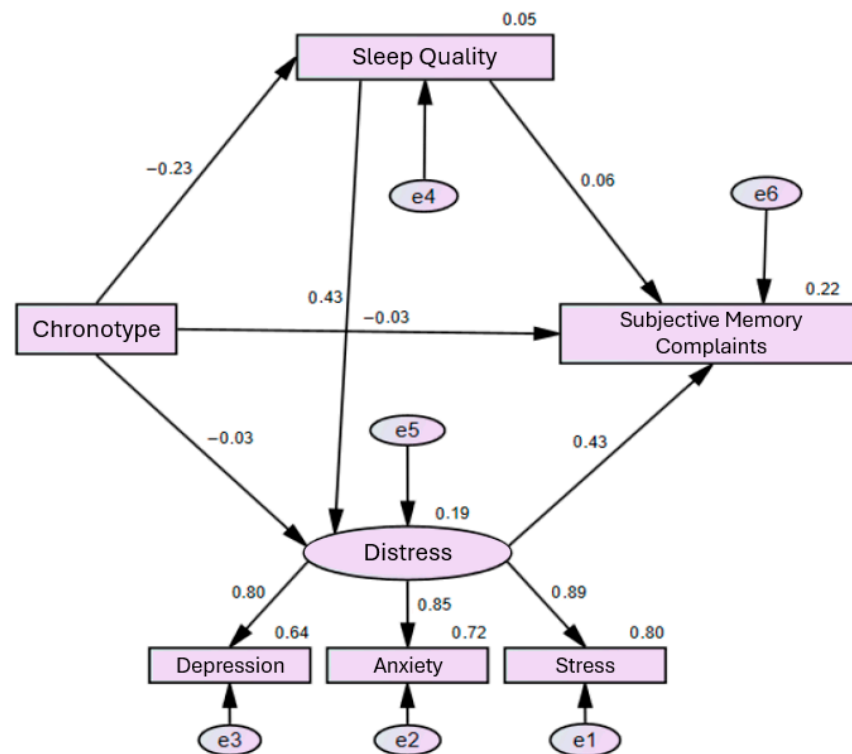 0.05
Sleep Quality
−0.23
0.06
e4
e6
0.43
−0.03
0.22
Chronotype
Subjective Memory
Complaints
−0.03
e5
0.43
0.19
Distress
0.80
0.85
0.89
0.64
0.72
0.80
Depression
Anxiety
Stress
e3
e2
e1